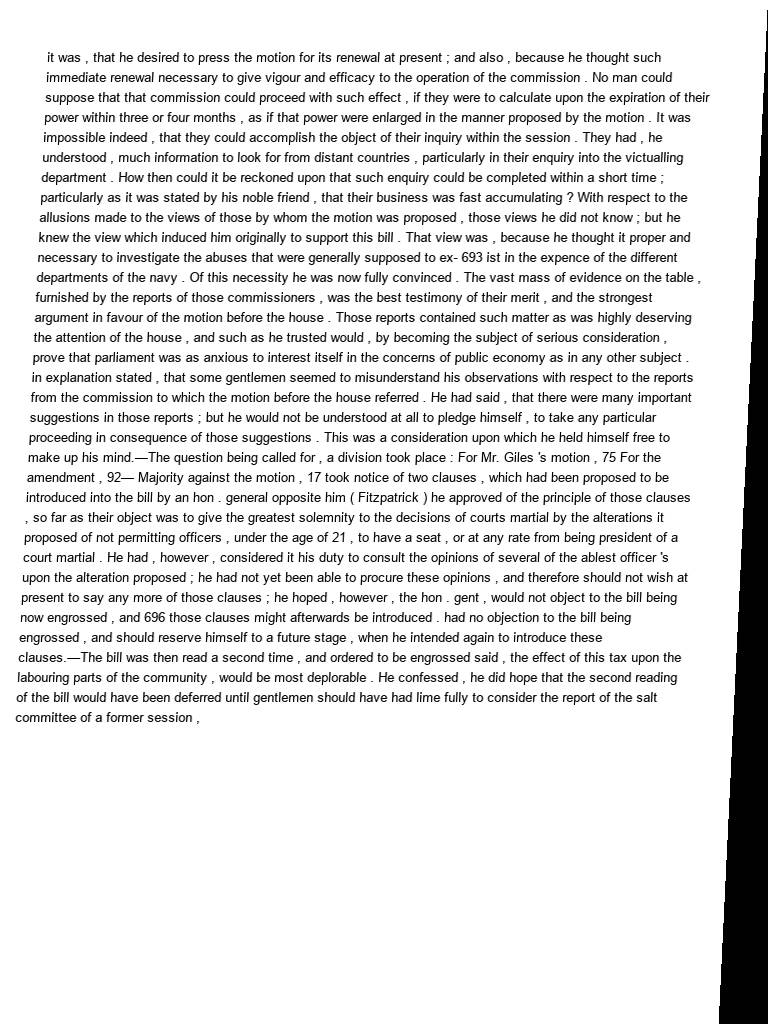 it was , that he desired to press the motion for its renewal at present ; and also , because he thought such
immediate renewal necessary to give vigour and efficacy to the operation of the commission . No man could
suppose that that commission could proceed with such effect , if they were to calculate upon the expiration of their
power within three or four months , as if that power were enlarged in the manner proposed by the motion . It was
impossible indeed , that they could accomplish the object of their inquiry within the session . They had , he
understood , much information to look for from distant countries , particularly in their enquiry into the victualling
department . How then could it be reckoned upon that such enquiry could be completed within a short time ;
particularly as it was stated by his noble friend , that their business was fast accumulating ? With respect to the
allusions made to the views of those by whom the motion was proposed , those views he did not know ; but he
knew the view which induced him originally to support this bill . That view was , because he thought it proper and
necessary to investigate the abuses that were generally supposed to ex- 693 ist in the expence of the different
departments of the navy . Of this necessity he was now fully convinced . The vast mass of evidence on the table ,
furnished by the reports of those commissioners , was the best testimony of their merit , and the strongest
argument in favour of the motion before the house . Those reports contained such matter as was highly deserving
the attention of the house , and such as he trusted would , by becoming the subject of serious consideration ,
prove that parliament was as anxious to interest itself in the concerns of public economy as in any other subject .
in explanation stated , that some gentlemen seemed to misunderstand his observations with respect to the reports
from the commission to which the motion before the house referred . He had said , that there were many important
suggestions in those reports ; but he would not be understood at all to pledge himself , to take any particular
proceeding in consequence of those suggestions . This was a consideration upon which he held himself free to
make up his mind.—The question being called for , a division took place : For Mr. Giles 's motion , 75 For the
amendment , 92— Majority against the motion , 17 took notice of two clauses , which had been proposed to be
introduced into the bill by an hon . general opposite him ( Fitzpatrick ) he approved of the principle of those clauses
, so far as their object was to give the greatest solemnity to the decisions of courts martial by the alterations it
proposed of not permitting officers , under the age of 21 , to have a seat , or at any rate from being president of a
court martial . He had , however , considered it his duty to consult the opinions of several of the ablest officer 's
upon the alteration proposed ; he had not yet been able to procure these opinions , and therefore should not wish at
present to say any more of those clauses ; he hoped , however , the hon . gent , would not object to the bill being
now engrossed , and 696 those clauses might afterwards be introduced . had no objection to the bill being
engrossed , and should reserve himself to a future stage , when he intended again to introduce these
clauses.—The bill was then read a second time , and ordered to be engrossed said , the effect of this tax upon the
labouring parts of the community , would be most deplorable . He confessed , he did hope that the second reading
of the bill would have been deferred until gentlemen should have had lime fully to consider the report of the salt
committee of a former session ,